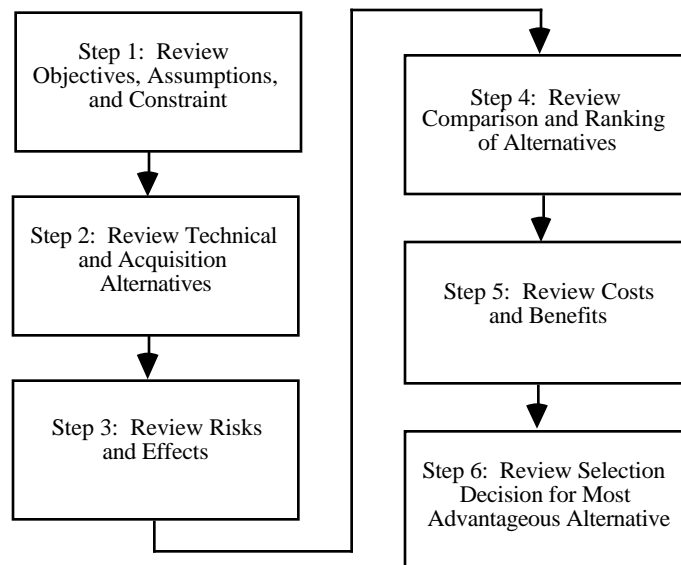 Step 1:  Review
Objectives, Assumptions,
and Constraint
Step 2:  Review Technical
and Acquisition
Alternatives
Step 3:  Review Risks
and Effects
Step 4:  Review
Comparison and Ranking
of Alternatives
Step 5:  Review Costs
and Benefits
Step 6:  Review Selection
Decision for Most
Advantageous Alternative